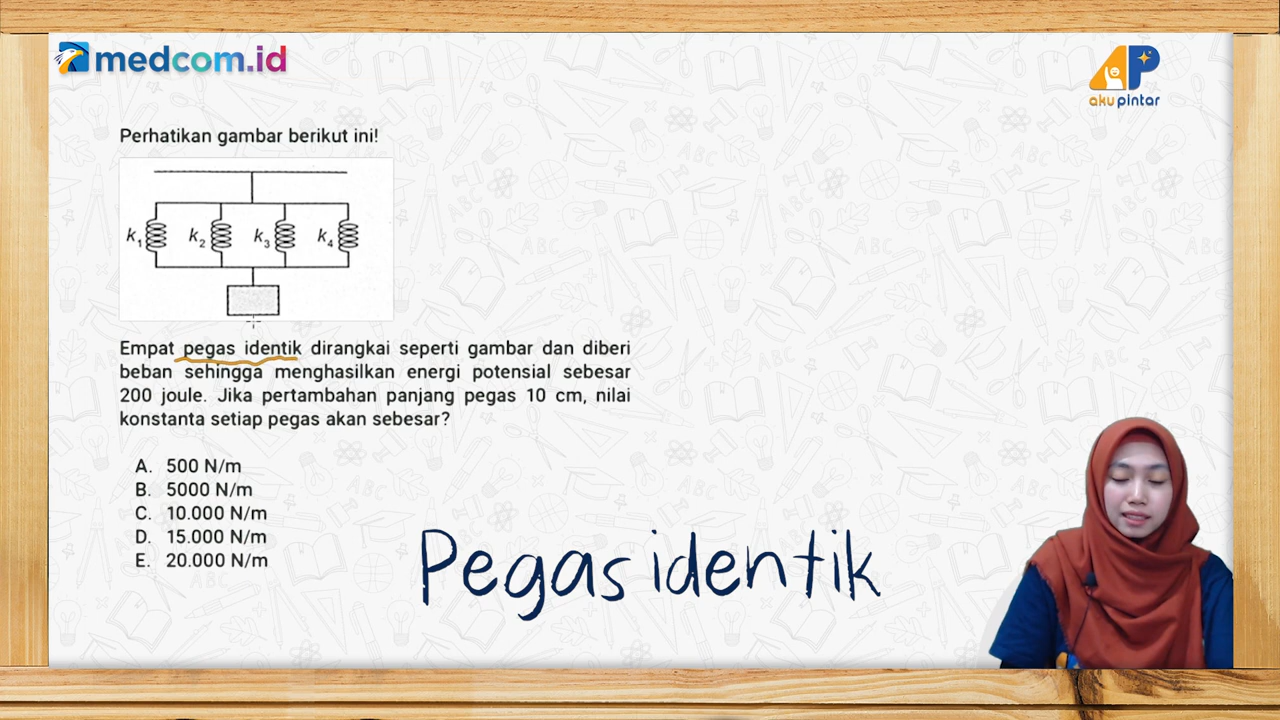 medcom.id
AP
aku pintar
Perhatikan gambar berikut ini!
k1 k2 k3 k4
Empat pegas identik dirangkai seperti gambar dan diberi
beban sehingga menghasilkan energi potensial sebesar
200 joule. Jika pertambahan panjang pegas 10 cm, nilai
konstanta setiap pegas akan sebesar?
A. 500 N/m
B. 5000 N/m
C. 10.000 N/m
D. 15.000 N/m
E. 20.000 N/m
Pegas identik